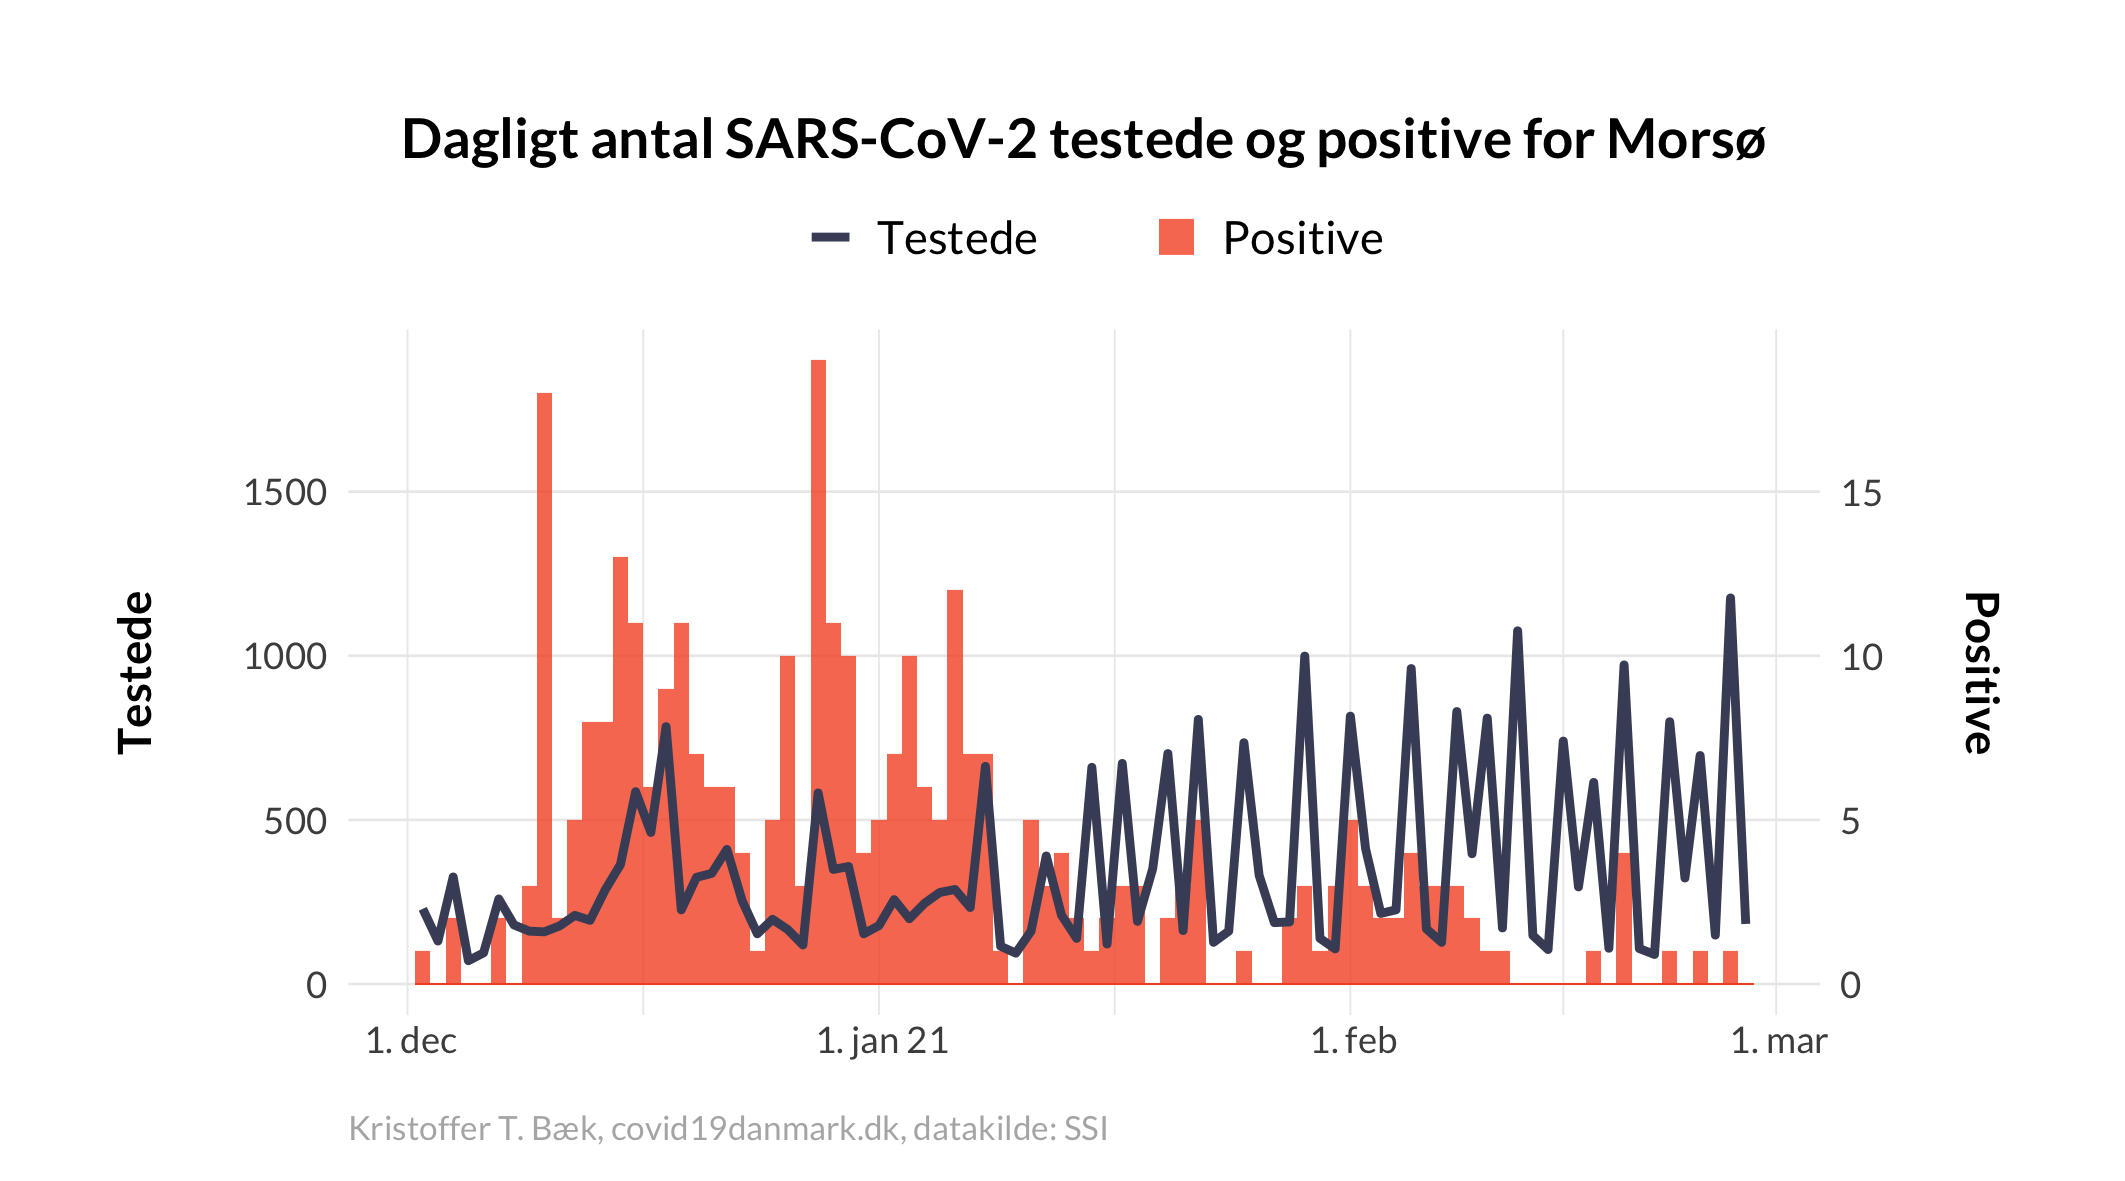 Dagligt antal SARS-CoV-2 testede og positive for Morsø
Testede
Positive
Testede
1500
1000
500
0
15
10
5
0
Positive
1. dec
1. jan 21
1. feb
1. mar
Kristoffer T. Bæk, covid19danmark.dk, datakilde: SSI